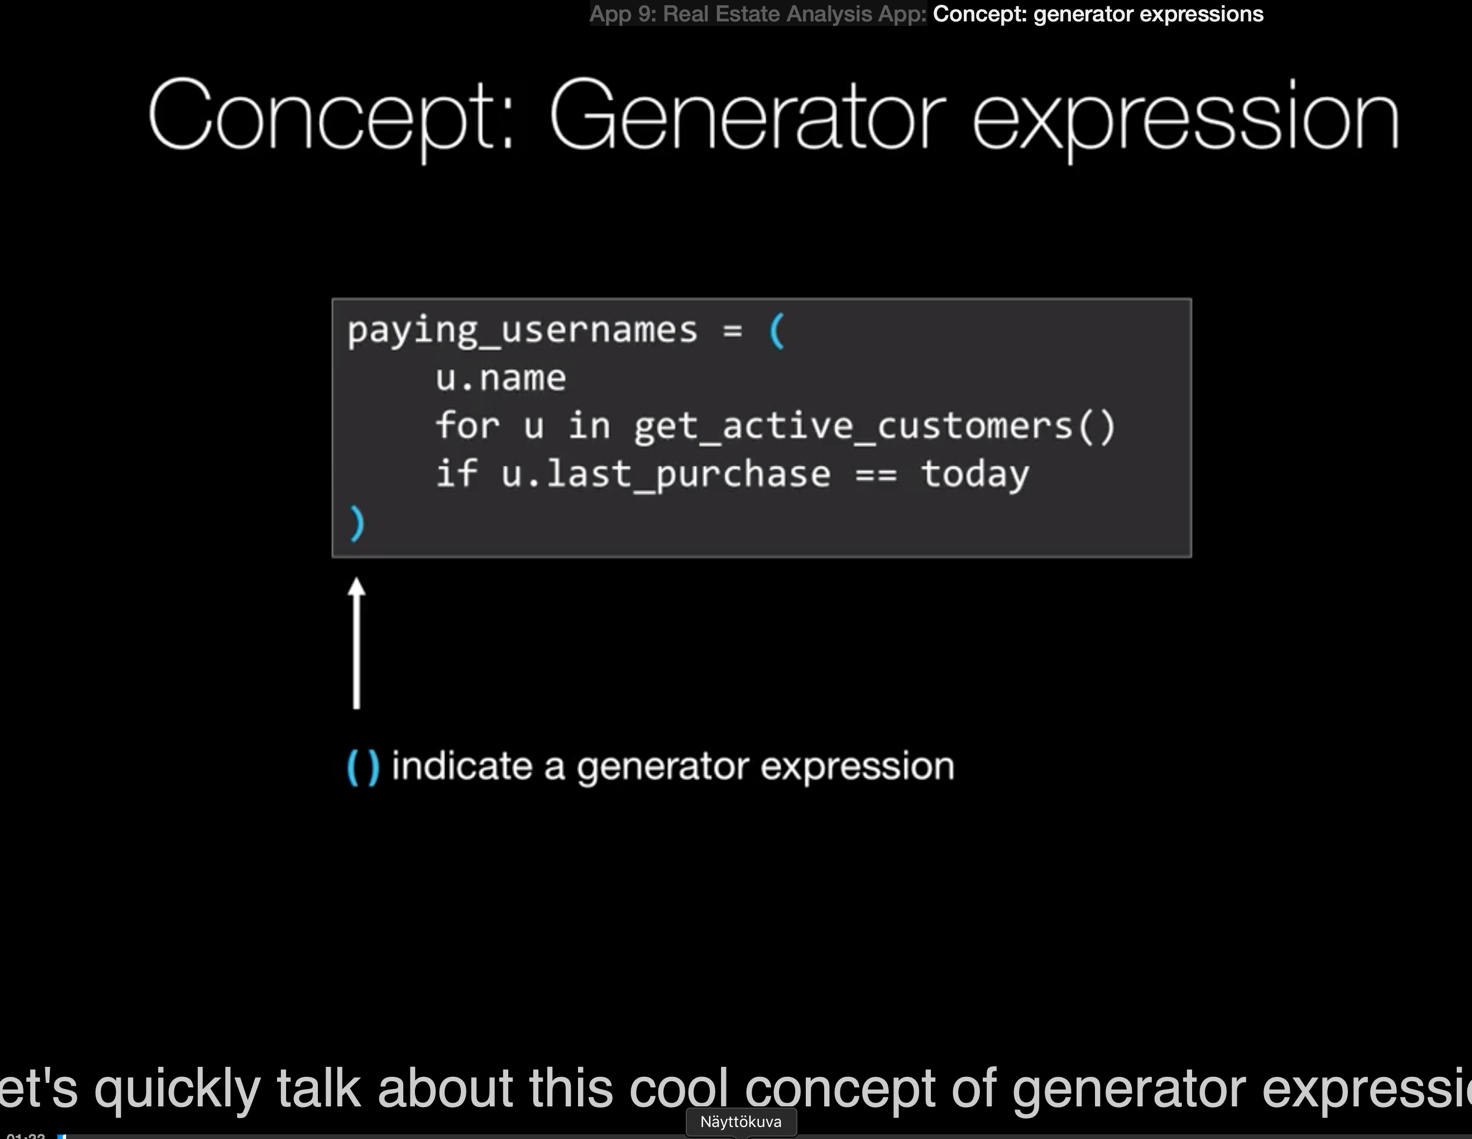 App 9: Real Estate Analysis App: Concept: generator expressions
Concept: Generator expression
paying_usernames = (
    u.name
    for u in get_active_customers()
    if u.last_purchase == today
)
() indicate a generator expression
et's quickly talk about this cool concept of generator expressi
Näyttökuva